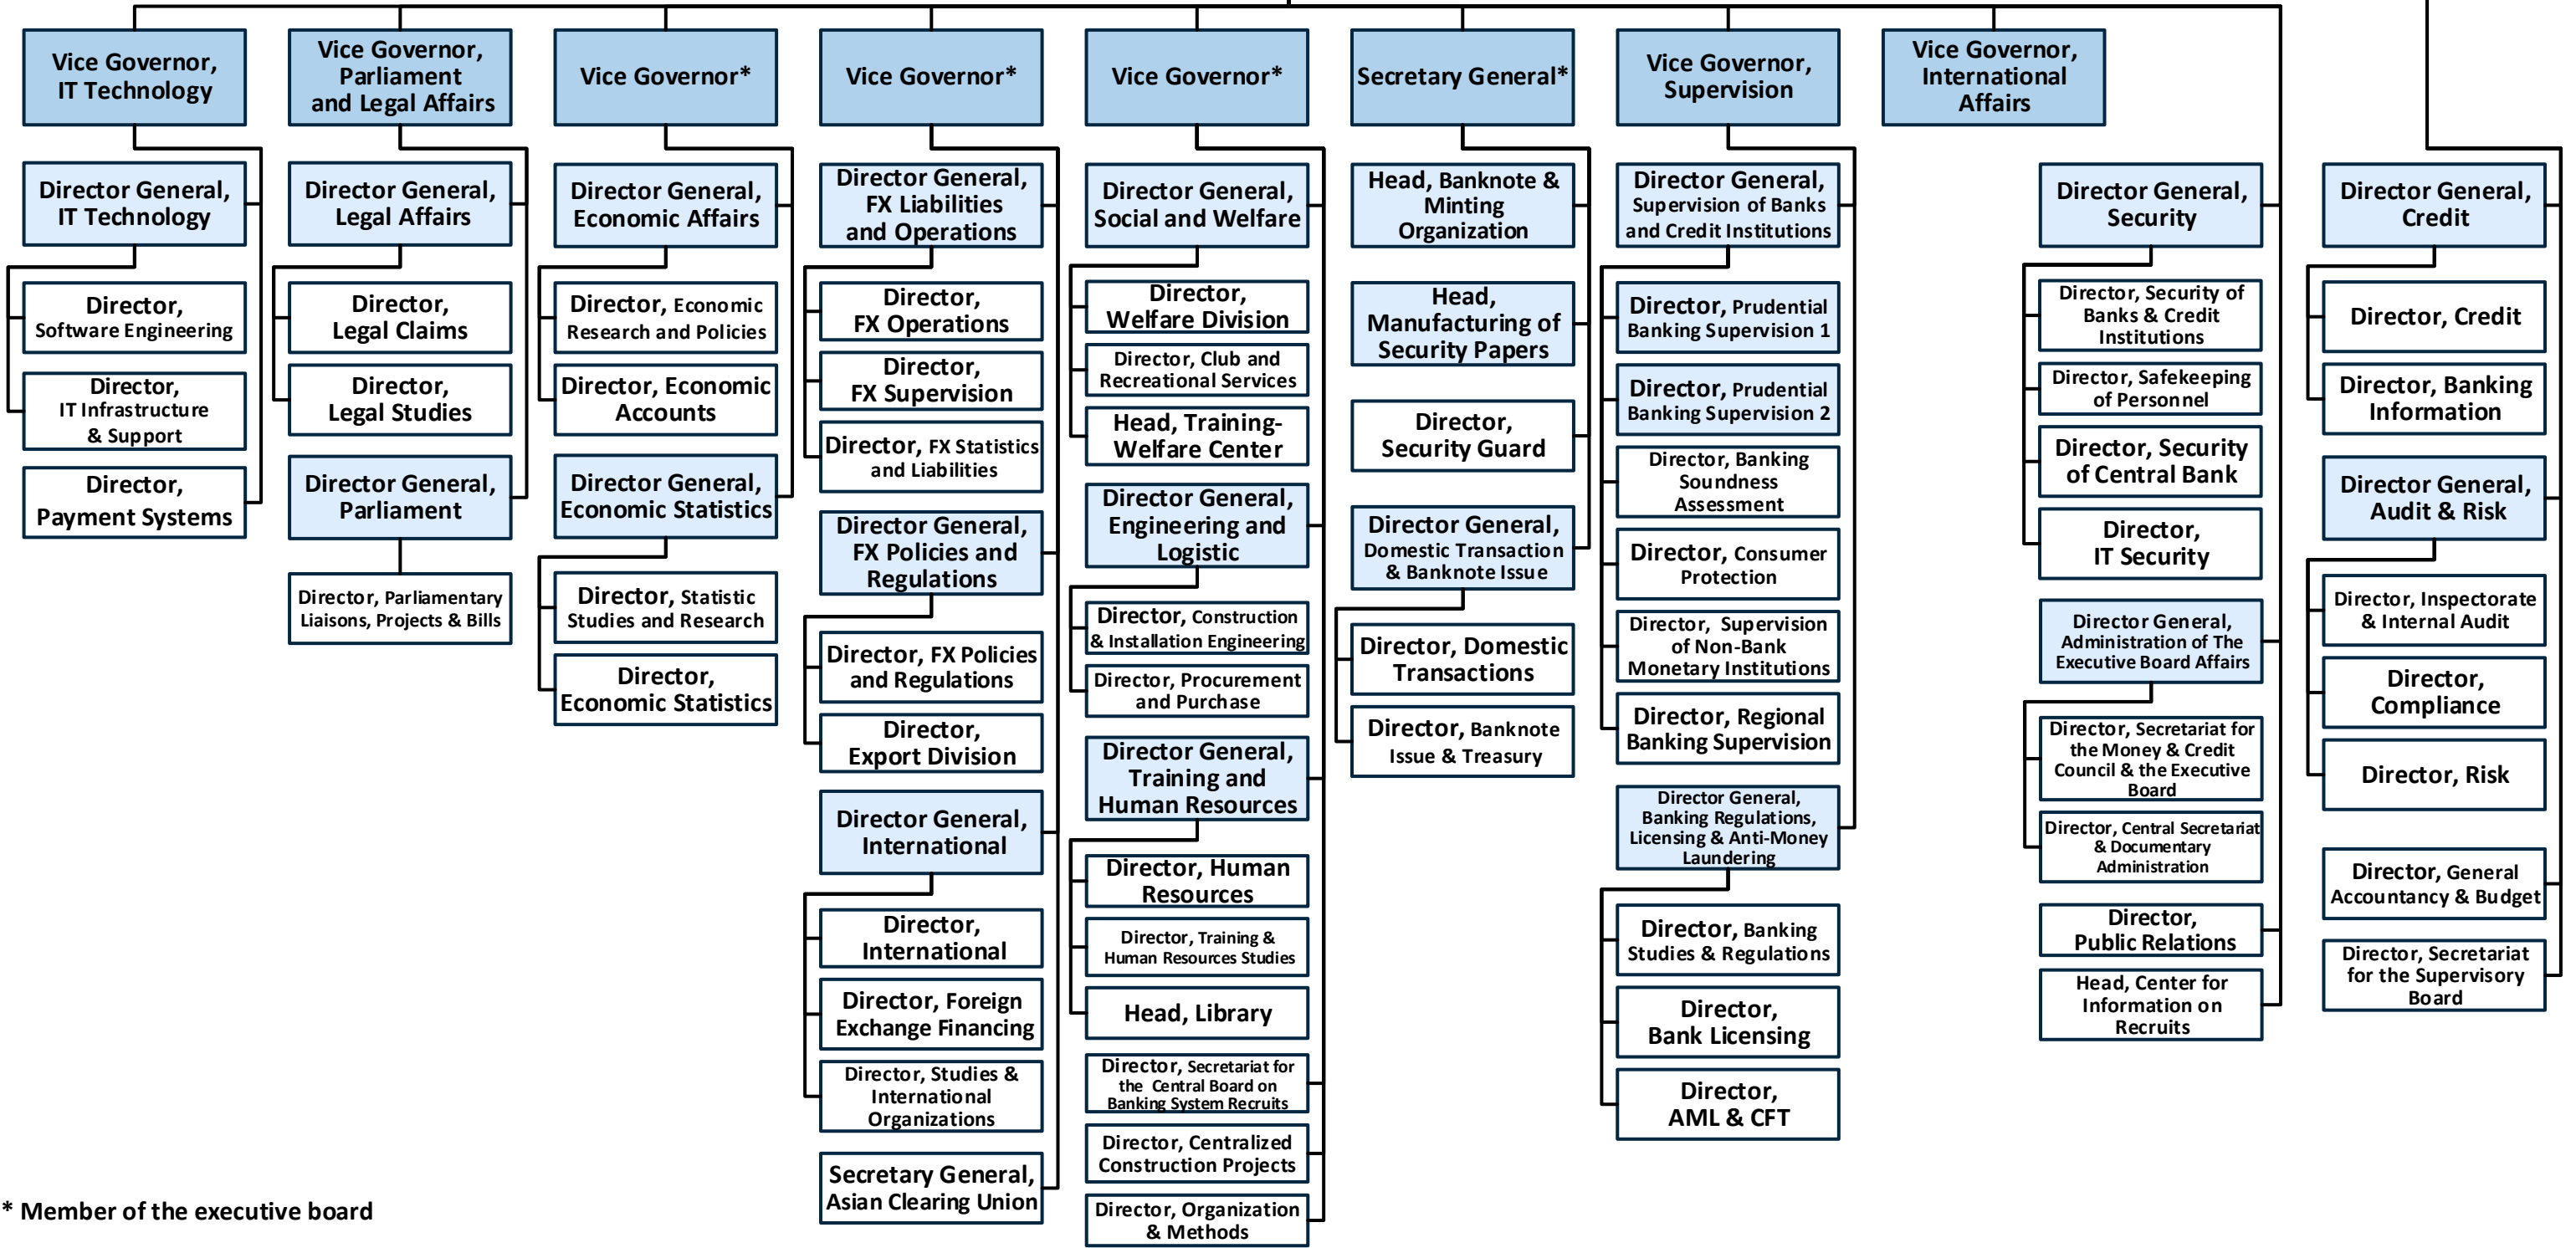 Vice Governor,
IT Technology
Director General,
IT Technology
Director,
Software Engineering
Director,
IT Infrastructure
& Support
Director,
Payment Systems
Vice Governor,
Parliament
and Legal Affairs
Director General,
Legal Affairs
Director,
Legal Claims
Director,
Legal Studies
Director General,
Parliament
Director, Parliamentary
Liaisons, Projects & Bills
Vice Governor*
Director General,
Economic Affairs
Director, Economic
Research and Policies
Director, Economic
Accounts
Director General,
Economic Statistics
Director, Statistic
Studies and Research
Director,
Economic Statistics
Vice Governor*
Director General,
FX Liabilities
and Operations
Director,
FX Operations
Director,
FX Supervision
Director, FX Statistics
and Liabilities
Director General,
FX Policies and
Regulations
Director, FX Policies
and Regulations
Director,
Export Division
Director General,
International
Director,
International
Director, Foreign
Exchange Financing
Director, Studies &
International
Organizations
Secretary General,
Asian Clearing Union
Vice Governor*
Director General,
Social and Welfare
Director,
Welfare Division
Director, Club and
Recreational Services
Head, Training-
Welfare Center
Director General,
Engineering and
Logistic
Director, Construction
& Installation Engineering
Director, Procurement
and Purchase
Director General,
Training and
Human Resources
Director, Human
Resources
Director, Training &
Human Resources Studies
Head, Library
Director, Secretariat for
the Central Board on
Banking System Recruits
Director, Centralized
Construction Projects
Director, Organization
& Methods
Secretary General*
Head, Banknote &
Minting
Organization
Head,
Manufacturing of
Security Papers
Director,
Security Guard
Director General,
Domestic Transaction
& Banknote Issue
Director, Domestic
Transactions
Director, Banknote
Issue & Treasury
Vice Governor,
Supervision
Director General,
Supervision of Banks
and Credit Institutions
Director, Prudential
Banking Supervision 1
Director, Prudential
Banking Supervision 2
Director, Banking
Soundness
Assessment
Director, Consumer
Protection
Director, Supervision
of Non-Bank
Monetary Institutions
Director, Regional
Banking Supervision
Director General,
Banking Regulations,
Licensing & Anti-Money
Laundering
Director, Banking
Studies & Regulations
Director,
Bank Licensing
Director,
AML & CFT
Vice Governor,
International
Affairs
Director General,
Security
Director, Security of
Banks & Credit
Institutions
Director, Safekeeping
of Personnel
Director, Security
of Central Bank
Director,
IT Security
Director General,
Administration of The
Executive Board Affairs
Director, Secretariat for
the Money & Credit
Council & the Executive
Board
Director, Central Secretariat
& Documentary
Administration
Director,
Public Relations
Head, Center for
Information on
Recruits
Director General,
Credit
Director, Credit
Director, Banking
Information
Director General,
Audit & Risk
Director, Inspectorate
& Internal Audit
Director,
Compliance
Director, Risk
Director, General
Accountancy & Budget
Director, Secretariat
for the Supervisory
Board
* Member of the executive board